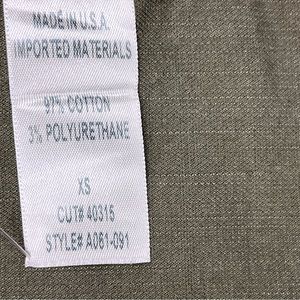 MADE IN U.S.A.
IMPORTED MATERIALS
97% COTTON
3% POLYURETHANE
XS
CUT# 40315
STYLE# A061-091